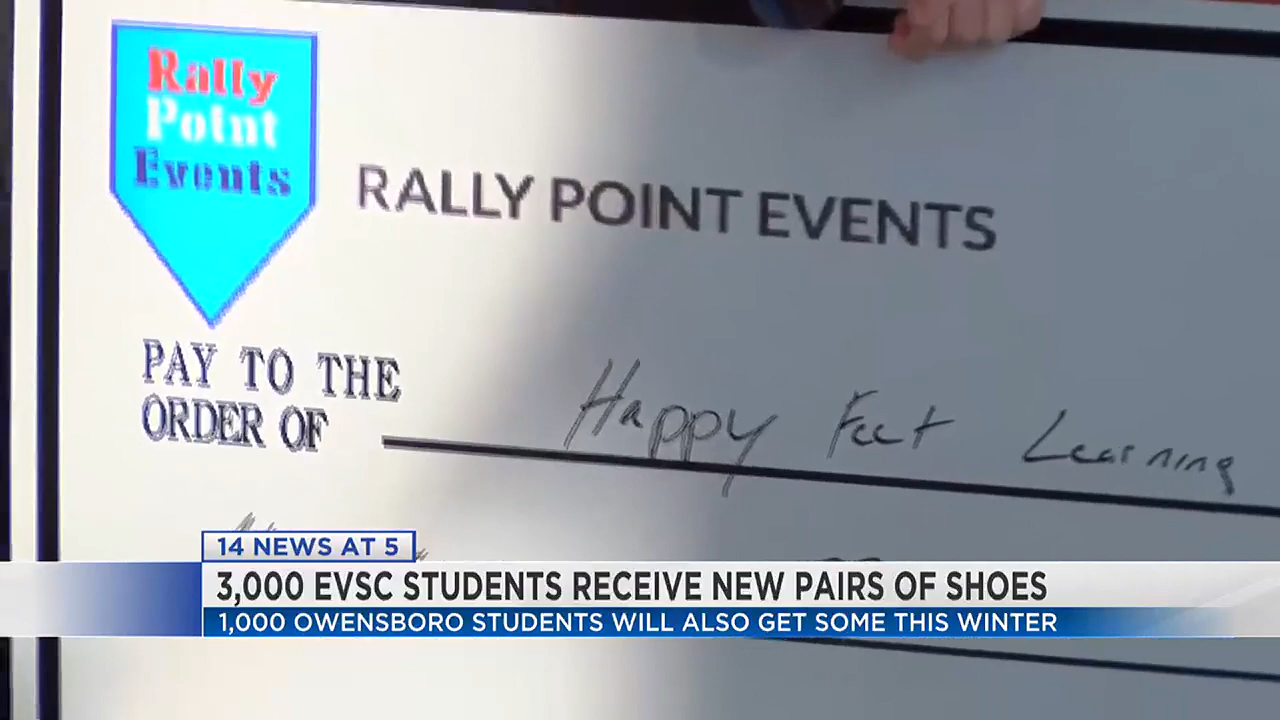 Rally
Point
Events
RALLY POINT EVENTS
PAY TO THE
ORDER OF
Happy Feet Learning
14 NEWS AT 5
3,000 EVSC STUDENTS RECEIVE NEW PAIRS OF SHOES
1,000 OWENSBORO STUDENTS WILL ALSO GET SOME THIS WINTER